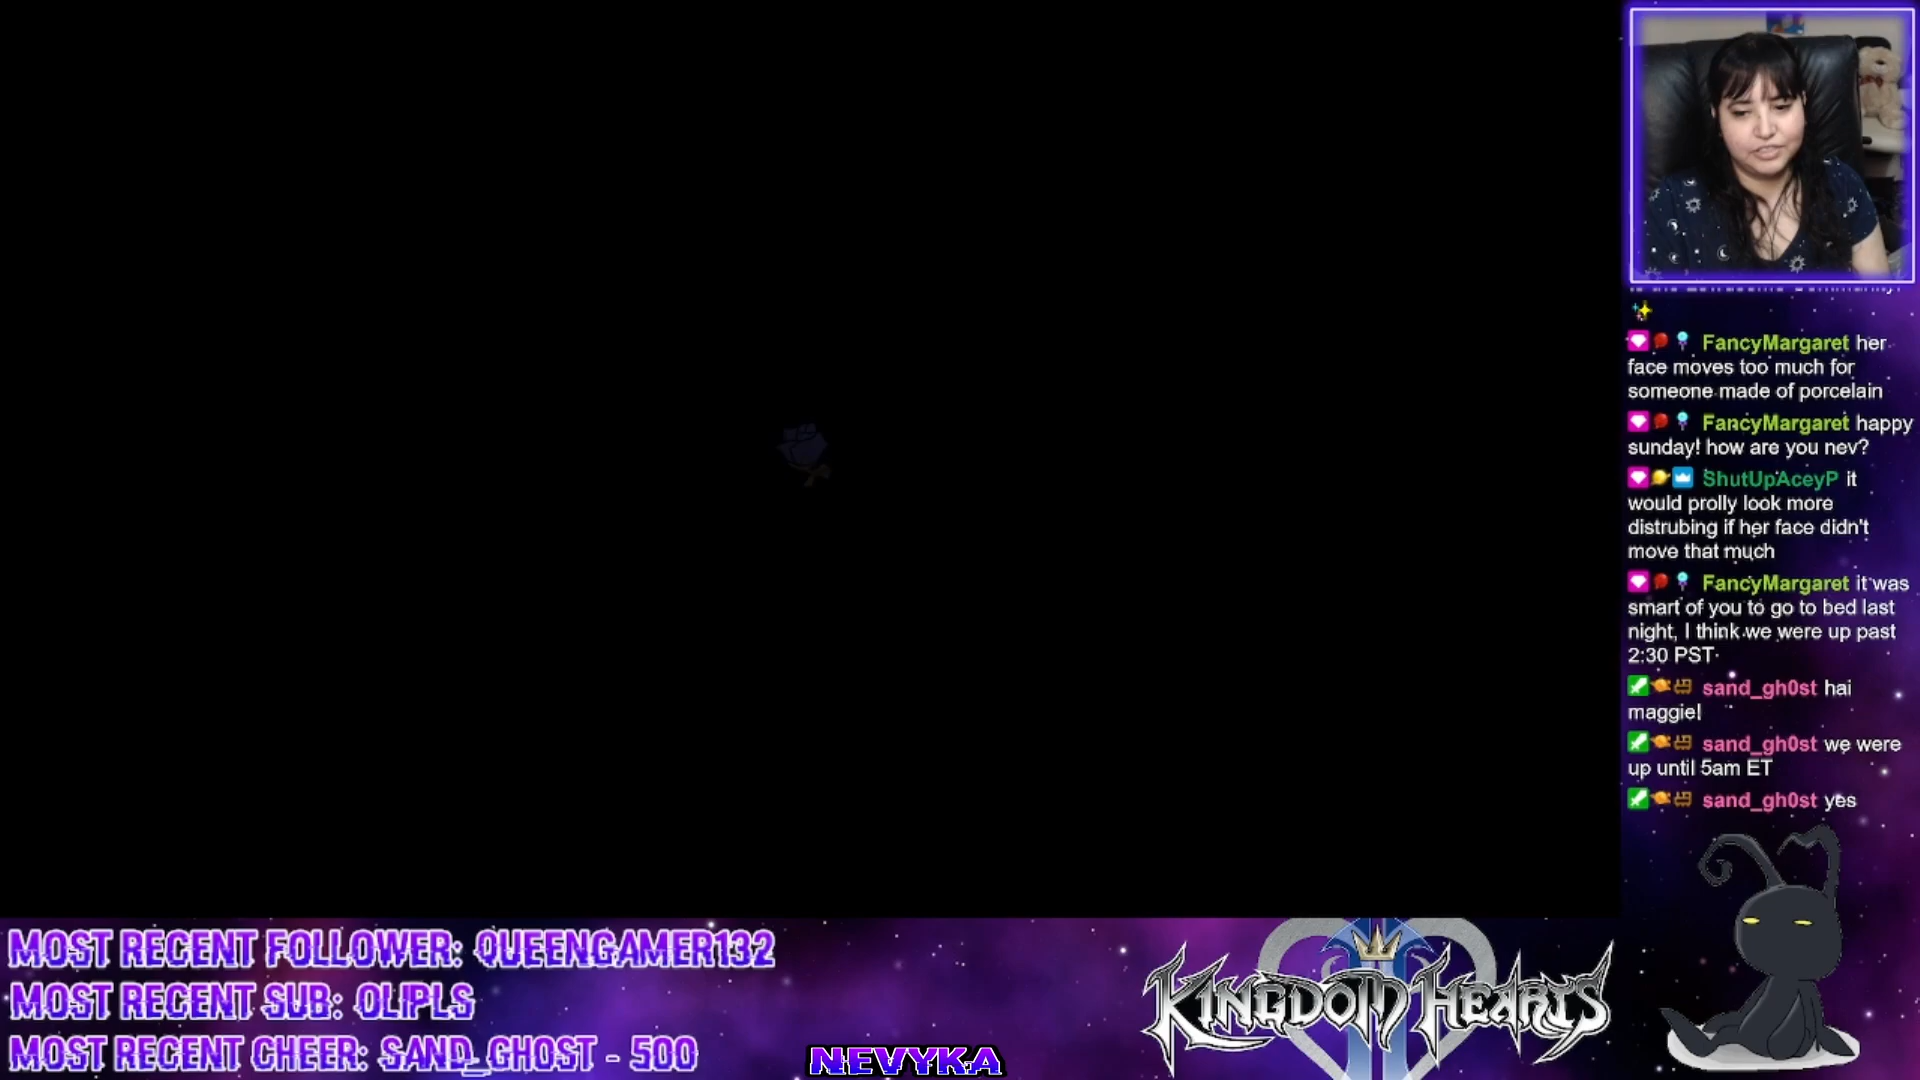 FancyMargaret her
face moves too much for
someone made of porcelain
FancyMargaret happy
sunday! how are you nev?
ShutUpAceyP it
would prolly look more
distrubing if her face didn't
move that much
FancyMargaret it was
smart of you to go to bed last
night, I think we were up past
2:30 PST
sand_gh0st hai
maggie!
sand_gh0st we were
up until 5am ET
sand_gh0st yes
MOST RECENT FOLLOWER: QUEENGAMER132
MOST RECENT SUB: OLIPLS
MOST RECENT CHEER: SAND_GHOST - 500
NEVYKA
KINGDOM HEARTS
II